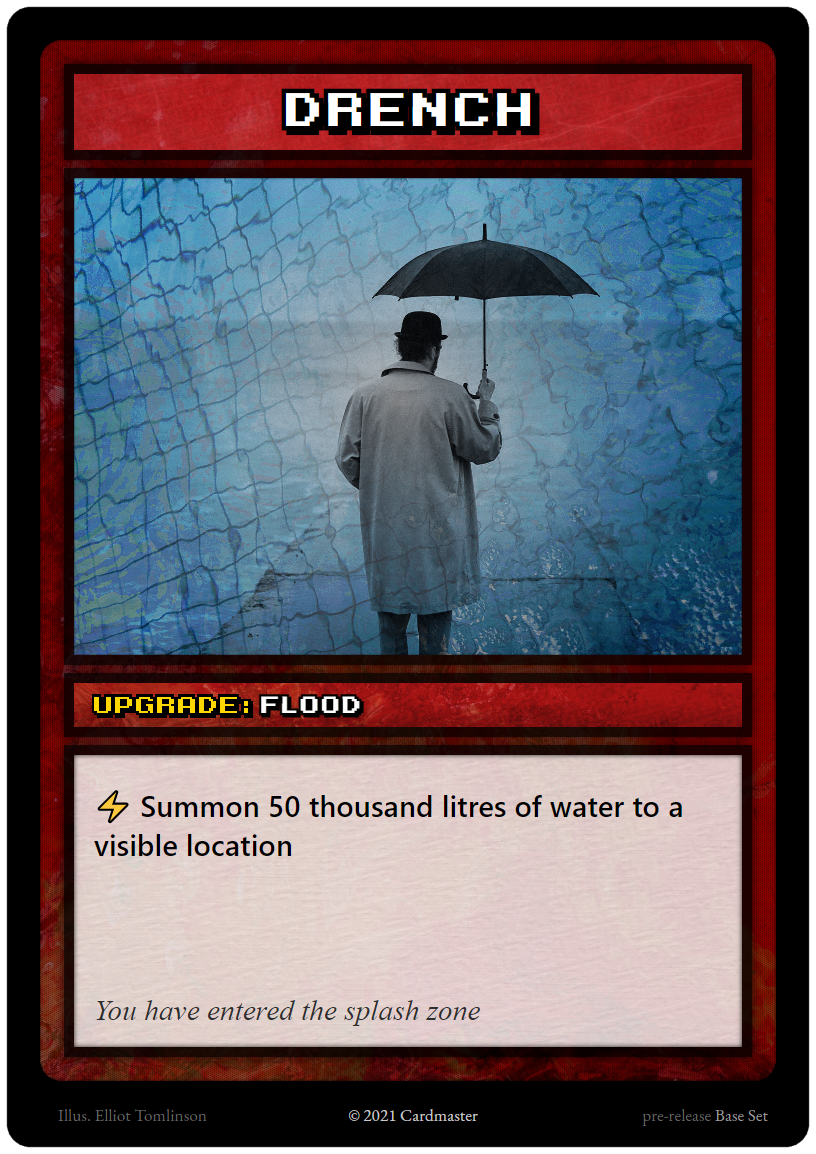 DRENCH
UPGRADE: FLOOD
⚡ Summon 50 thousand litres of water to a
visible location
You have entered the splash zone
Illus. Elliot Tomlinson © 2021 Cardmaster pre-release Base Set